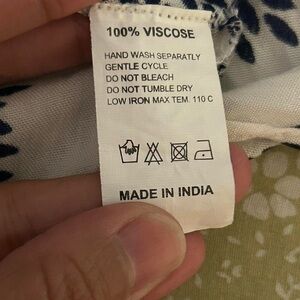 100% VISCOSE
HAND WASH SEPARATLY
GENTLE CYCLE
DO NOT BLEACH
DO NOT TUMBLE DRY
LOW IRON MAX TEM. 110 C
MADE IN INDIA